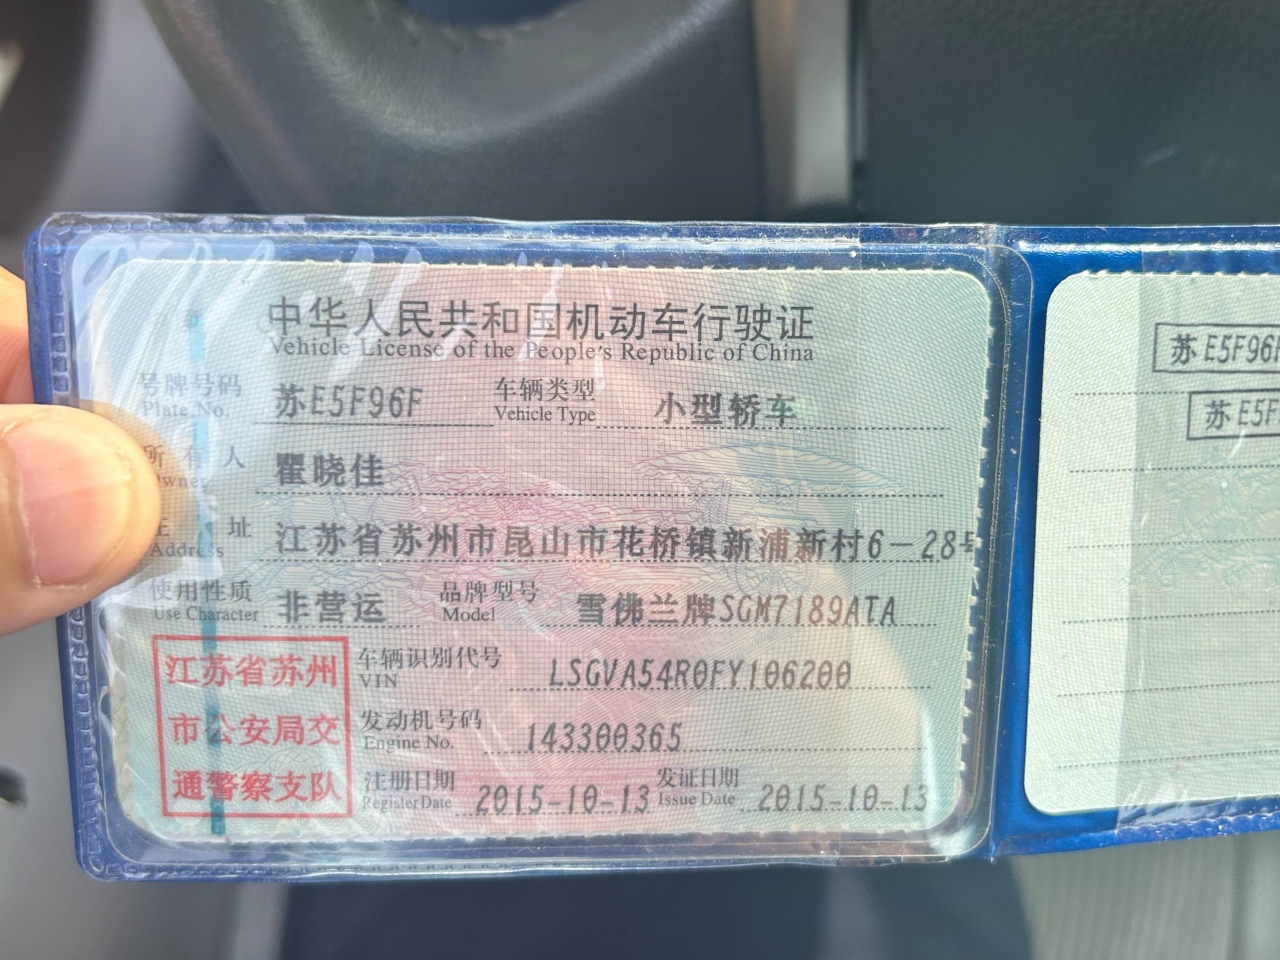 中华人民共和国机动车行驶证
Vehicle License of the People's Republic of China
号牌号码 苏E5F96F 车辆类型 小型轿车
Plate No. Vehicle Type
所有人 瞿晓佳
Owner
住址 江苏省苏州市昆山市花桥镇新浦新村6-28号
Address
使用性质 非营运 品牌型号 雪佛兰牌SGM7189ATA
Use Character Model
江苏省苏州
市公安局交
通警察支队
车辆识别代号 LSGVA54R0FY106200
VIN
发动机号码 143300365
Engine No.
注册日期 2015-10-13 发证日期 2015-10-13
Register Date Issue Date
苏E5F96F
苏E5F